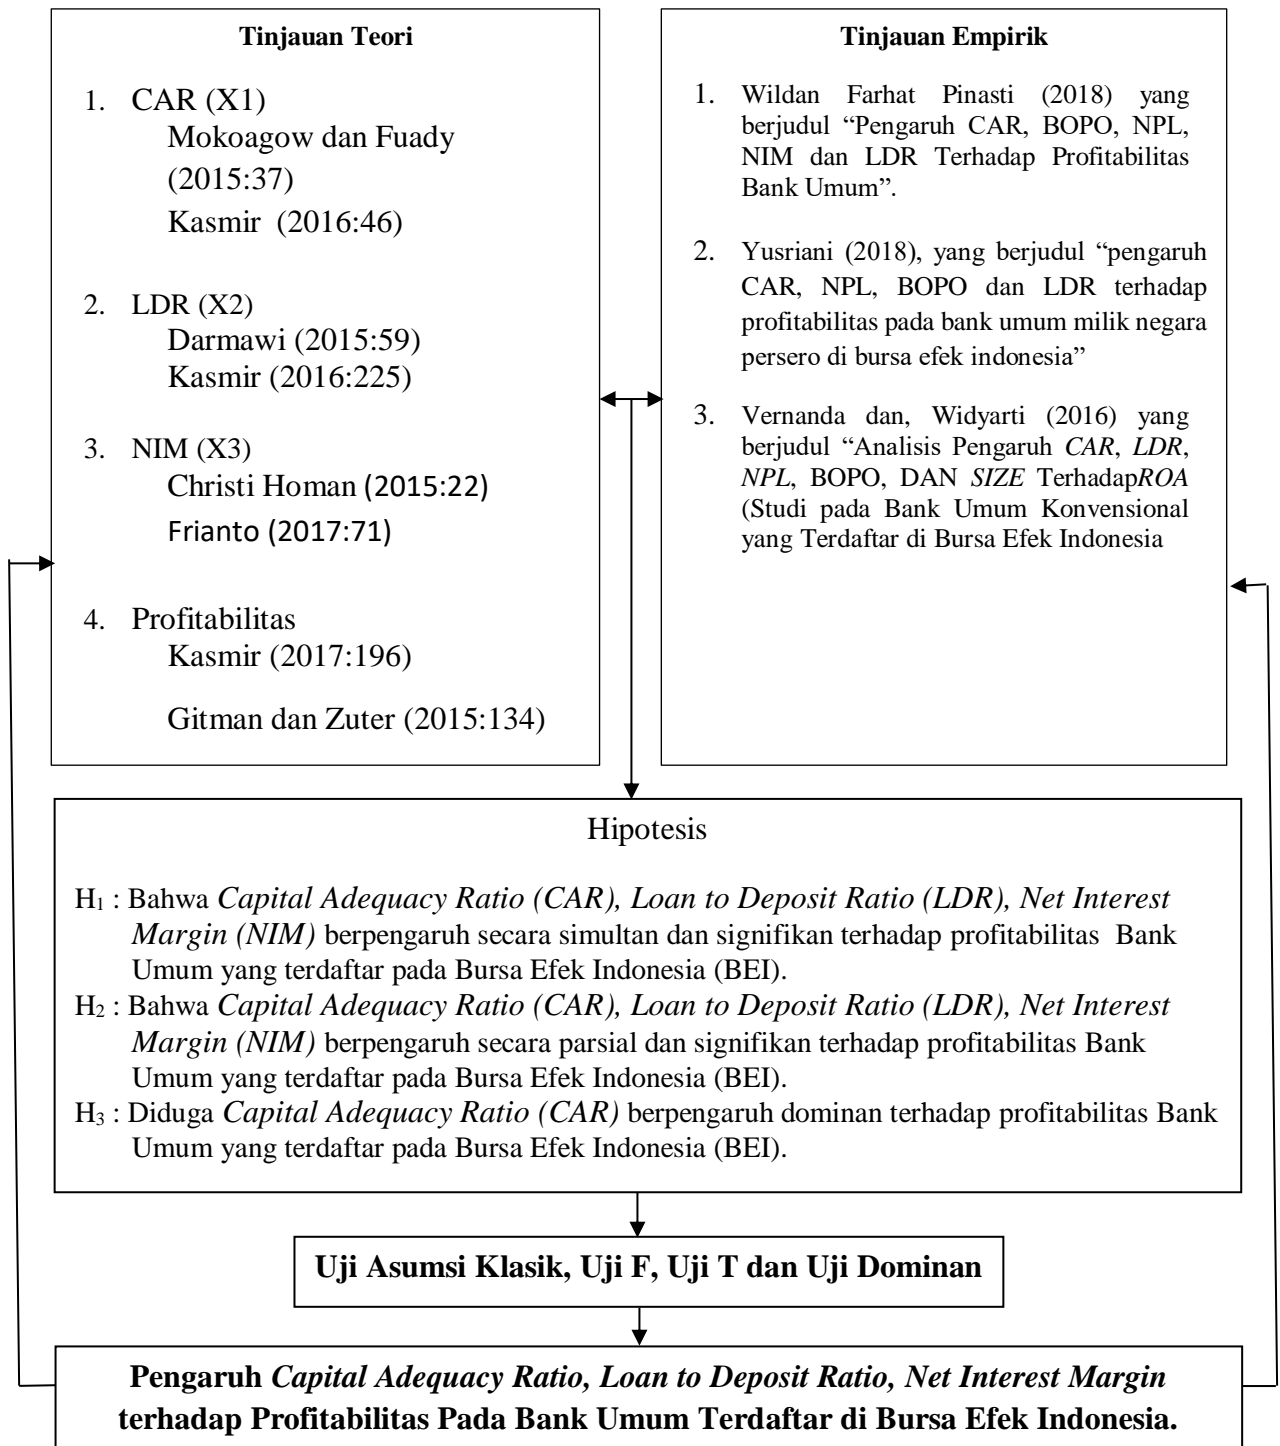 Tinjauan Teori
1. CAR (X1)
Mokoagow dan Fuady
(2015:37)
Kasmir (2016:46)
2. LDR (X2)
Darmawi (2015:59)
Kasmir (2016:225)
3. NIM (X3)
Christi Homan (2015:22)
Frianto (2017:71)
4. Profitabilitas
Kasmir (2017:196)
Gitman dan Zuter (2015:134)
Tinjauan Empirik
1. Wildan Farhat Pinasti (2018) yang
berjudul “Pengaruh CAR, BOPO, NPL,
NIM dan LDR Terhadap Profitabilitas
Bank Umum”.
2. Yusriani (2018), yang berjudul “pengaruh
CAR, NPL, BOPO dan LDR terhadap
profitabilitas pada bank umum milik negara
persero di bursa efek indonesia”
3. Vernanda dan, Widyarti (2016) yang
berjudul “Analisis Pengaruh CAR, LDR,
NPL, BOPO, DAN SIZE TerhadapROA
(Studi pada Bank Umum Konvensional
yang Terdaftar di Bursa Efek Indonesia
Hipotesis
H1 : Bahwa Capital Adequacy Ratio (CAR), Loan to Deposit Ratio (LDR), Net Interest
Margin (NIM) berpengaruh secara simultan dan signifikan terhadap profitabilitas Bank
Umum yang terdaftar pada Bursa Efek Indonesia (BEI).
H2 : Bahwa Capital Adequacy Ratio (CAR), Loan to Deposit Ratio (LDR), Net Interest
Margin (NIM) berpengaruh secara parsial dan signifikan terhadap profitabilitas Bank
Umum yang terdaftar pada Bursa Efek Indonesia (BEI).
H3 : Diduga Capital Adequacy Ratio (CAR) berpengaruh dominan terhadap profitabilitas Bank
Umum yang terdaftar pada Bursa Efek Indonesia (BEI).
Uji Asumsi Klasik, Uji F, Uji T dan Uji Dominan
Pengaruh Capital Adequacy Ratio, Loan to Deposit Ratio, Net Interest Margin
terhadap Profitabilitas Pada Bank Umum Terdaftar di Bursa Efek Indonesia.